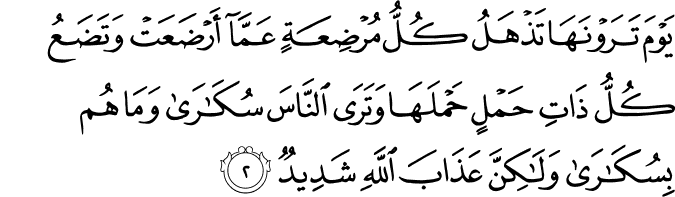 يَوْمَ تَرَوْنَهَا تَذْهَلُ كُلُّ مُرْضِعَةٍ عَمَّآ أَرْضَعَتْ وَتَضَعُ
كُلُّ ذَاتِ حَمْلٍ حَمْلَهَا وَتَرَى ٱلنَّاسَ سُكَـٰرَىٰ وَمَا هُم
بِسُكَـٰرَىٰ وَلَـٰكِنَّ عَذَابَ ٱللَّهِ شَدِيدٌ ٢